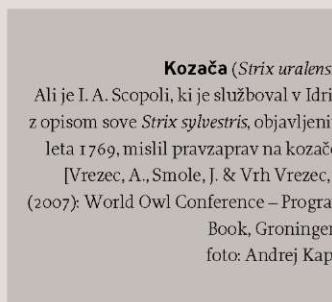 Kozača (Strix uralens
Ali je I. A. Scopoli, ki je služboval v Idri
z opisom sove Strix sylvestris, objavljeni
leta 1769, mislil pravzaprav na kozač
[Vrezec, A., Smole, J. & Vrh Vrezec,
(2007): World Owl Conference – Progra
Book, Groninge
foto: Andrej Kap